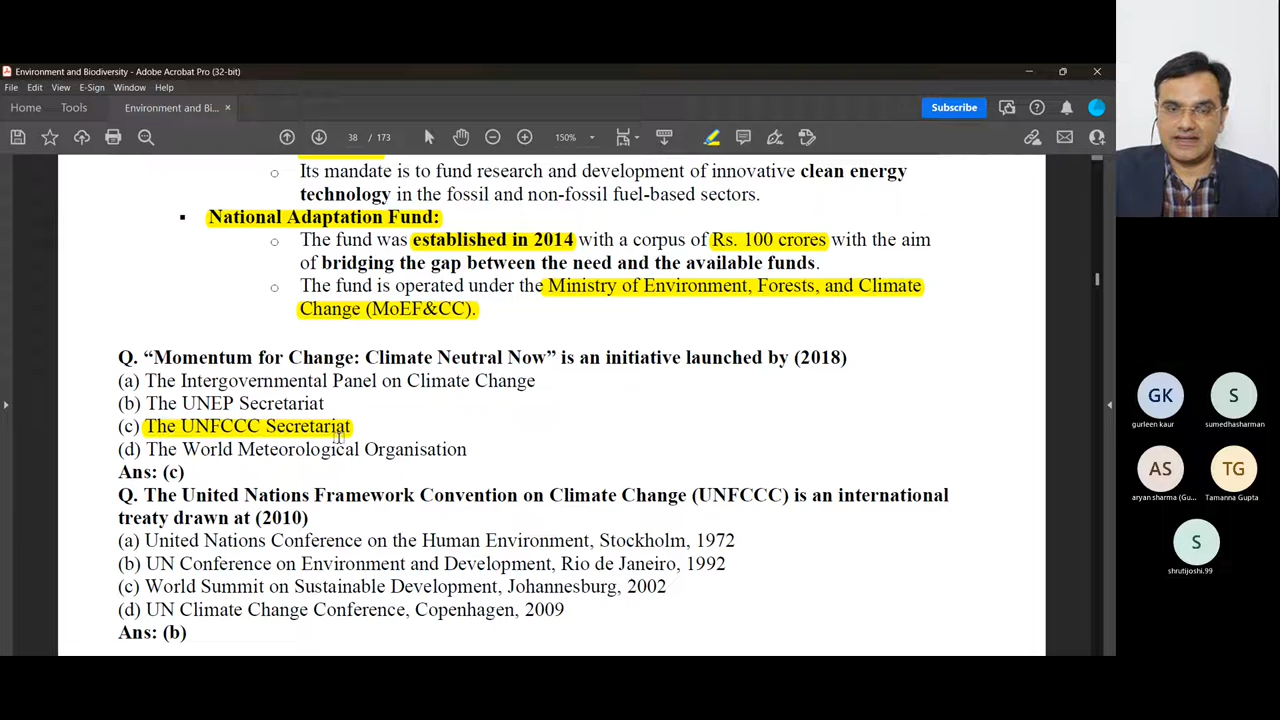 Environment and Biodiversity - Adobe Acrobat Pro (32-bit)
File Edit View E-Sign Window Help
Home Tools Environment and Bi... × Subscribe
38 / 173 150%
Its mandate is to fund research and development of innovative clean energy
technology in the fossil and non-fossil fuel-based sectors.
National Adaptation Fund:
The fund was established in 2014 with a corpus of Rs. 100 crores with the aim
of bridging the gap between the need and the available funds.
The fund is operated under the Ministry of Environment, Forests, and Climate
Change (MoEF&CC).
Q. “Momentum for Change: Climate Neutral Now” is an initiative launched by (2018)
(a) The Intergovernmental Panel on Climate Change
(b) The UNEP Secretariat
(c) The UNFCCC Secretariat
(d) The World Meteorological Organisation
Ans: (c)
Q. The United Nations Framework Convention on Climate Change (UNFCCC) is an international
treaty drawn at (2010)
(a) United Nations Conference on the Human Environment, Stockholm, 1972
(b) UN Conference on Environment and Development, Rio de Janeiro, 1992
(c) World Summit on Sustainable Development, Johannesburg, 2002
(d) UN Climate Change Conference, Copenhagen, 2009
Ans: (b)
GK S
gurleen kaur sumedhasharman
AS TG
aryan sharma (Gu... Tamanna Gupta
S
shrutijoshi.99